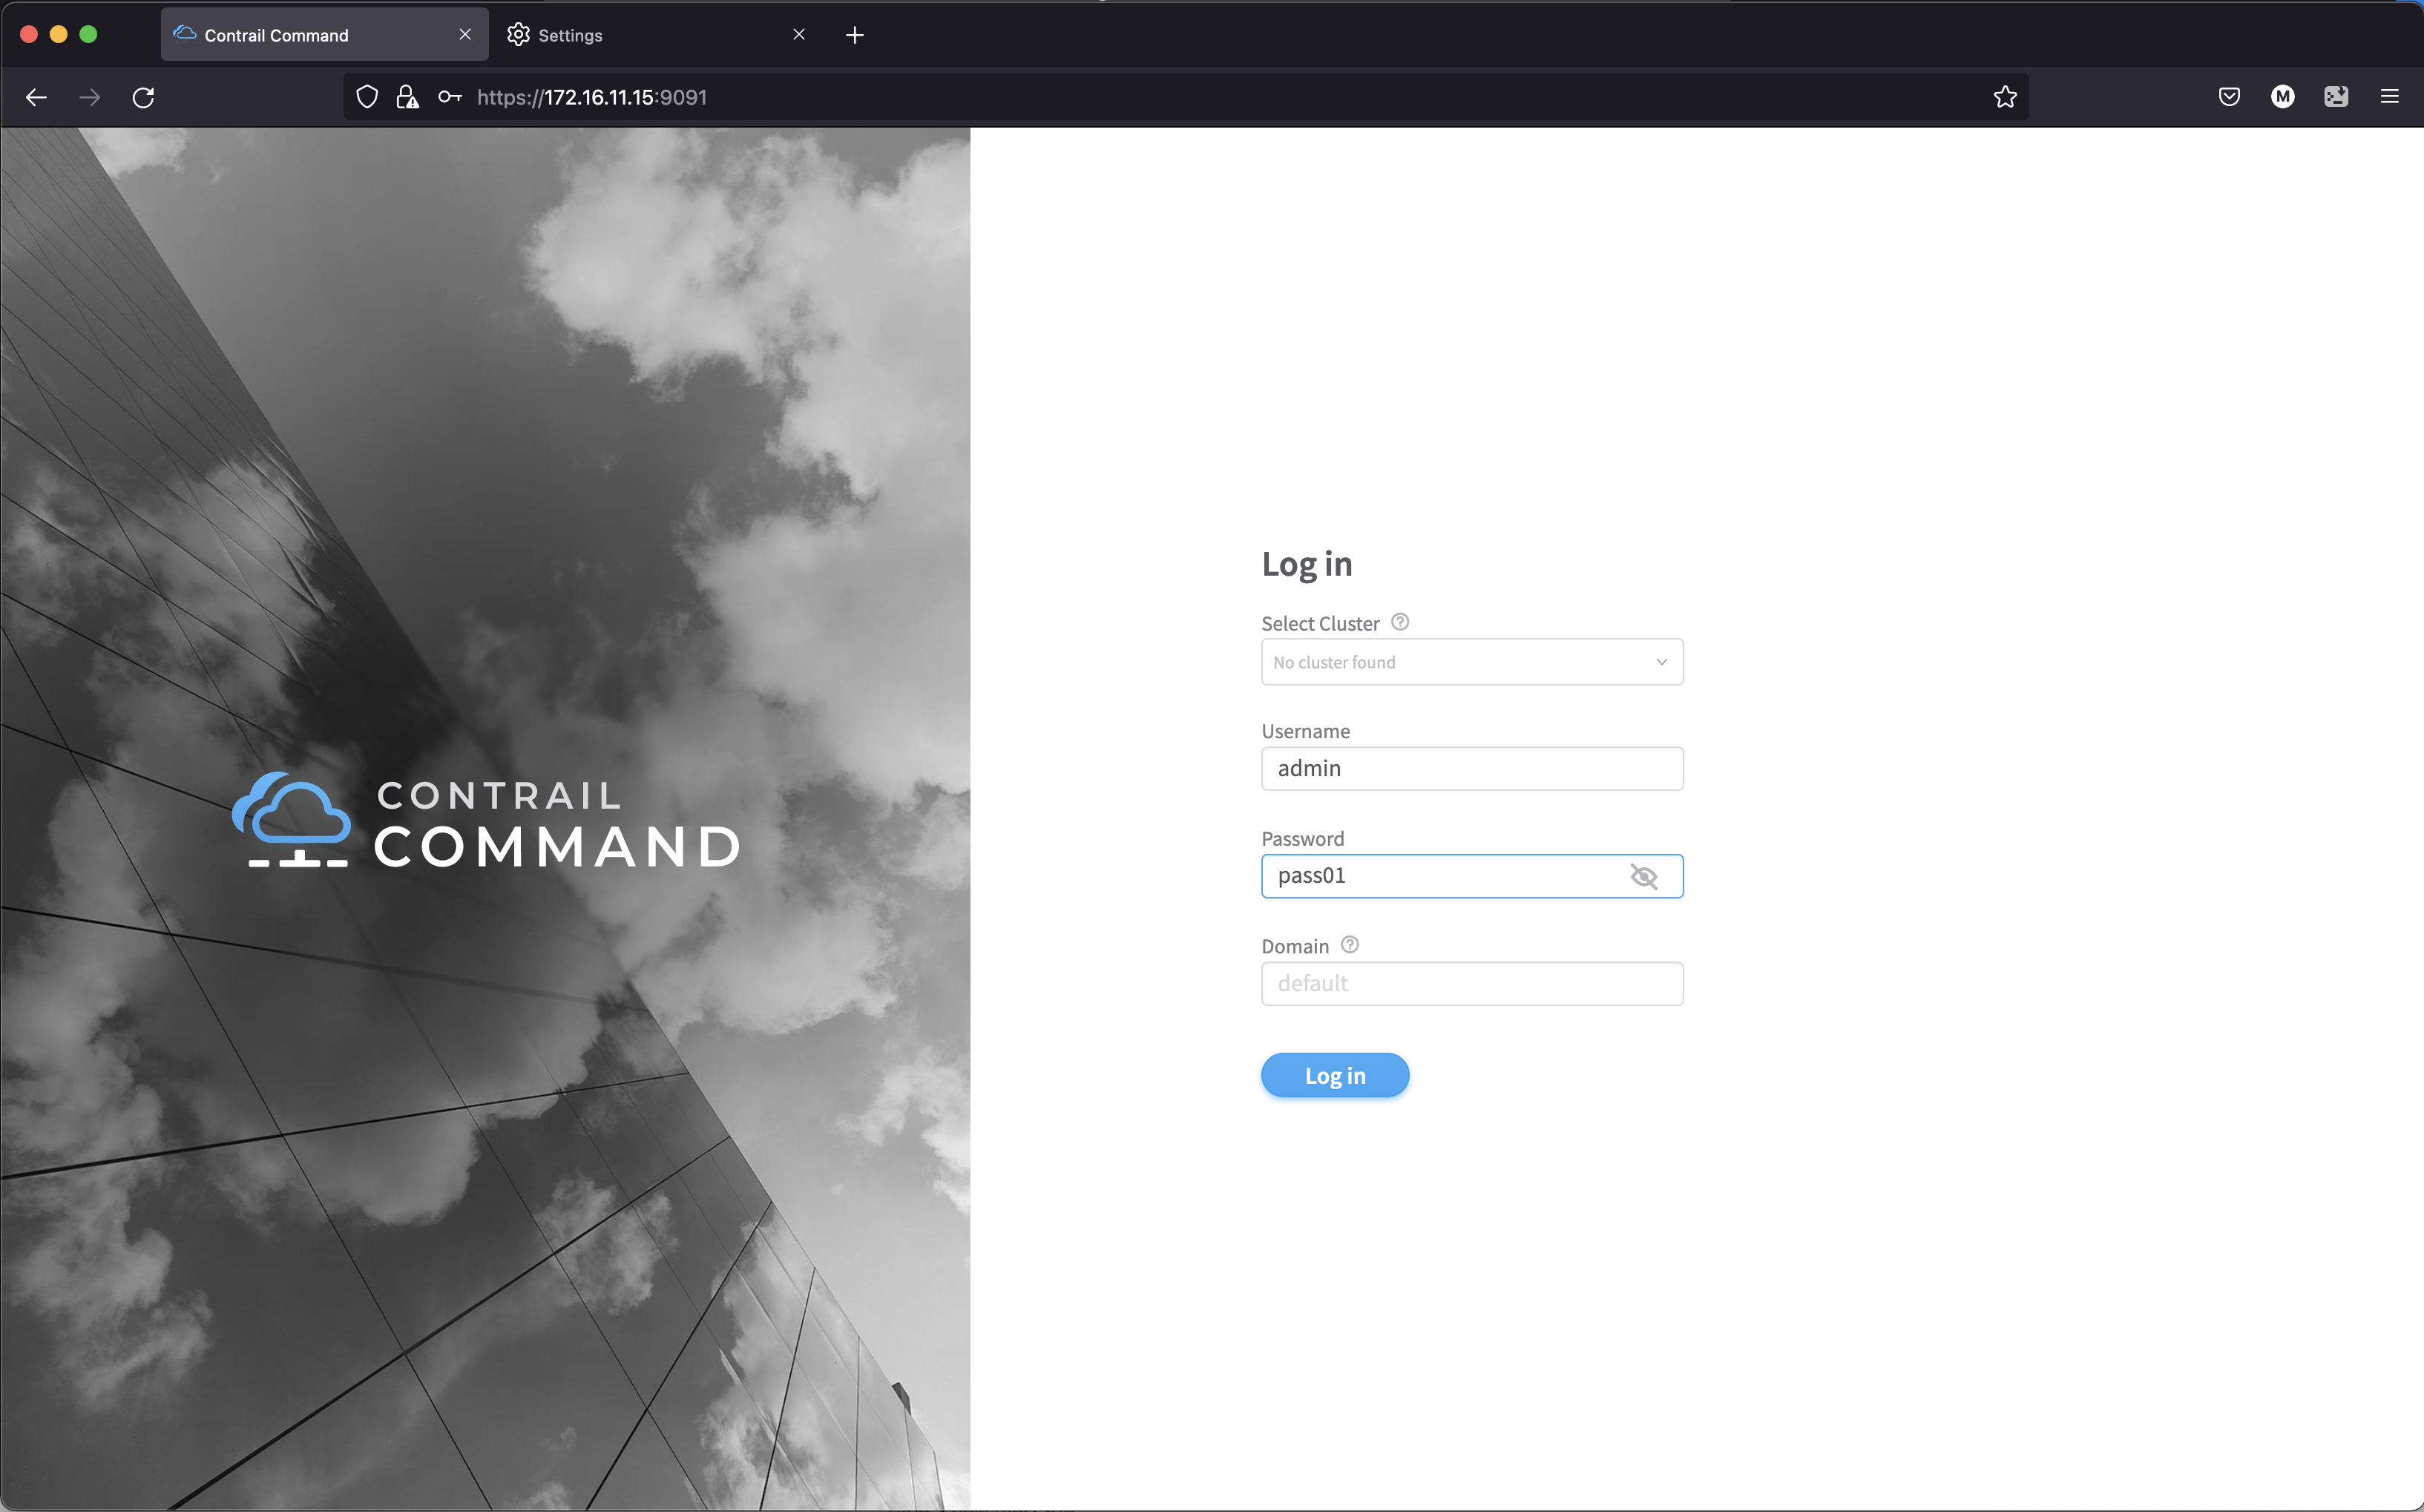 Contrail Command
Settings
https://172.16.11.15:9091
M
CONTRAIL
COMMAND
Log in
Select Cluster ?
No cluster found
Username
admin
Password
pass01
Domain ?
default
Log in